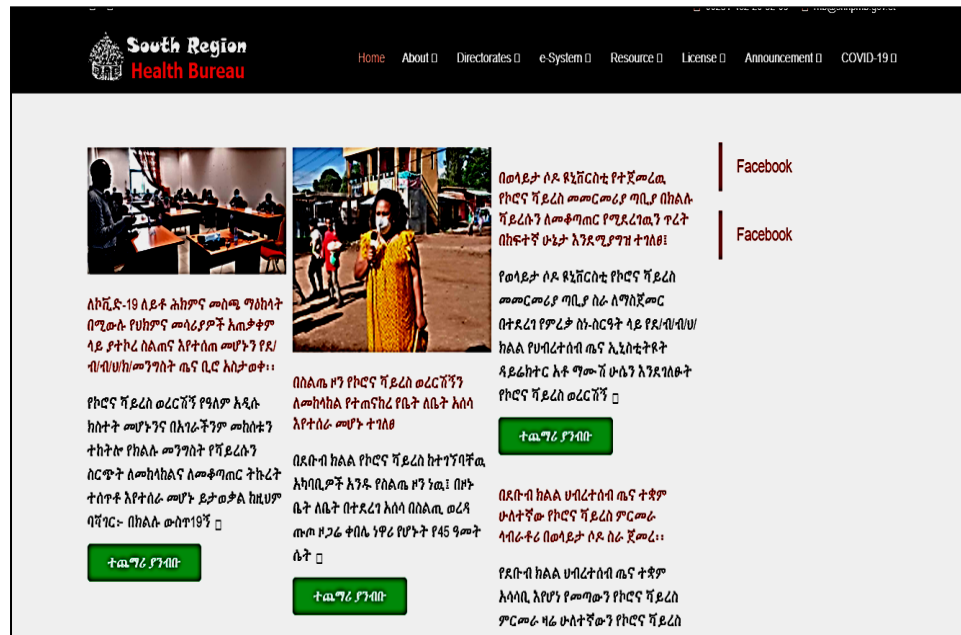 South Region
Health Bureau
Home About Directorates e-System Resource License Announcement COVID-19
ለኮቪድ-19 ለይቶ ሕክምና መስጫ ማዕከላት
በሚውሉ የህክምና መሳሪያዎች አጠቃቀም
ላይ ያተኮረ ስልጠና እየተሰጠ መሆኑን የደ/
ብ/ብ/ህ/ክ/መንግስት ጤና ቢሮ አስታወቀ፡፡
የኮሮና ቫይረስ ወረርሽኝ የዓለም አዲሱ
ክስተት መሆኑንና በአገራችንም መከሰቱን
ተከትሎ የክልሉ መንግስት የቫይረሱን
ስርጭት ለመከላከልና ለመቆጣጠር ትኩረት
ተሰጥቶ እየተሰራ መሆኑ ይታወቃል ከዚህም
ባሻገር፦ በክልሉ ውስጥ19ኝ
ተጨማሪ ያንብቡ
በስልጤ ዞን የኮሮና ቫይረስ ወረርሽኝን
ለመከላከል የተጠናከረ የቤት ለቤት አሰሳ
እየተሰራ መሆኑ ተገለፀ
በደቡብ ክልል የኮሮና ቫይረስ ከተገኘባቸዉ
አካባቢዎች አንዱ የስልጤ ዞን ነዉ፤ በዞኑ
ቤት ለቤት በተደረገ አሰሳ በስልጢ ወረዳ
ጡጦ ዞጋሬ ቀበሌ ነዋሪ የሆኑት የ45 ዓመት
ሴት
ተጨማሪ ያንብቡ
በወላይታ ሶዶ ዩኒቨርስቲ የተጀመረዉ
የኮሮና ቫይረስ መመርመሪያ ጣቢያ በክልሉ
ቫይረሱን ለመቆጣጠር የሚደረገዉን ጥረት
በከፍተኛ ሁኔታ እንደሚያግዝ ተገለፀ፤
የወላይታ ሶዶ ዩኒቨርስቲ የኮሮና ቫይረስ
መመርመሪያ ጣቢያ ስራ ለማስጀመር
በተደረገ የምረቃ ስነ-ስርዓት ላይ የደ/ብ/ብ/ህ/
ክልል የህብረተሰብ ጤና ኢኒስቲትዩት
ዳይሬክተር አቶ ማሙሽ ሁሴን እንደገለፁት
የኮሮና ቫይረስ ወረርሽኝ
ተጨማሪ ያንብቡ
በደቡብ ክልል ህብረተሰብ ጤና ተቋም
ሁለተኛው የኮሮና ቫይረስ ምርመራ
ላብራቶሪ በወላይታ ሶዶ ስራ ጀመረ፡፡
የደቡብ ክልል ህብረተሰብ ጤና ተቋም
አሳሳቢ እየሆነ የመጣውን የኮሮና ቫይረስ
ምርመራ ዛሬ ሁለተኛውን የኮሮና ቫይረስ
Facebook
Facebook